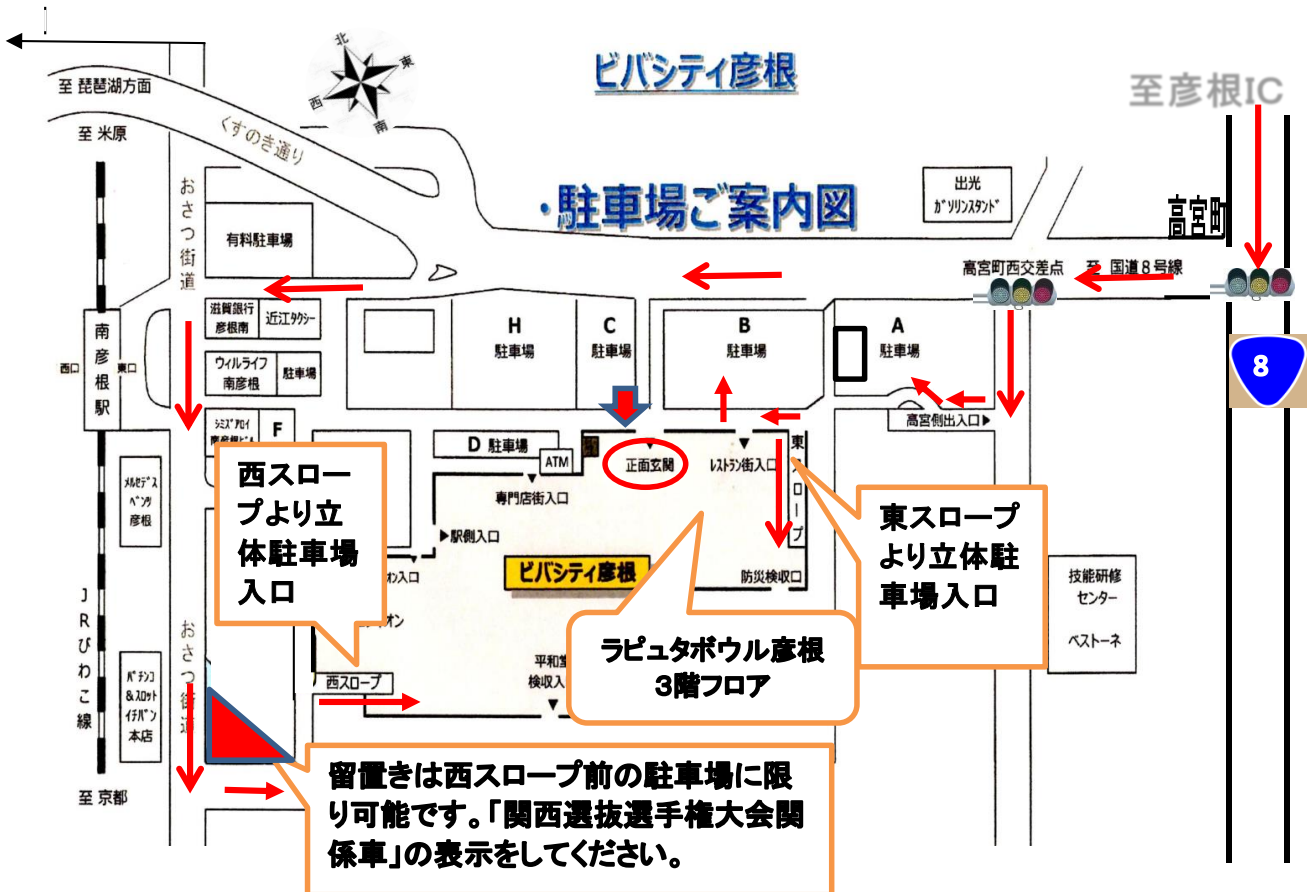 ビバシティ彦根
・駐車場ご案内図
北
東
西
南
至 琵琶湖方面
至 米原
くすのき通り
至彦根IC
高宮町
出光
ガソリンスタンド
高宮町西交差点
至 国道8号線
8
おさつ街道
有料駐車場
滋賀銀行
彦根南
近江タクシー
ウィルライフ
南彦根
駐車場
F
南彦根駅
西口
東口
H
駐車場
C
駐車場
B
駐車場
A
駐車場
高宮側出入口▶
D 駐車場
ATM
正面玄関
レストラン街入口
東スロープ
専門店街入口
▶駅側入口
入口
オン
ビバシティ彦根
防災検収口
メルセデス
ベンツ
彦根
西スロー
プより立
体駐車場
入口
東スロープ
より立体駐
車場入口
技能研修
センター
ベストーネ
ラピュタボウル彦根
3階フロア
平和堂
検収入
西スロープ
JRびわこ線
おさつ街道
パチンコ
&スロット
イチバン
本店
至 京都
留置きは西スロープ前の駐車場に限
り可能です。「関西選抜選手権大会関
係車」の表示をしてください。